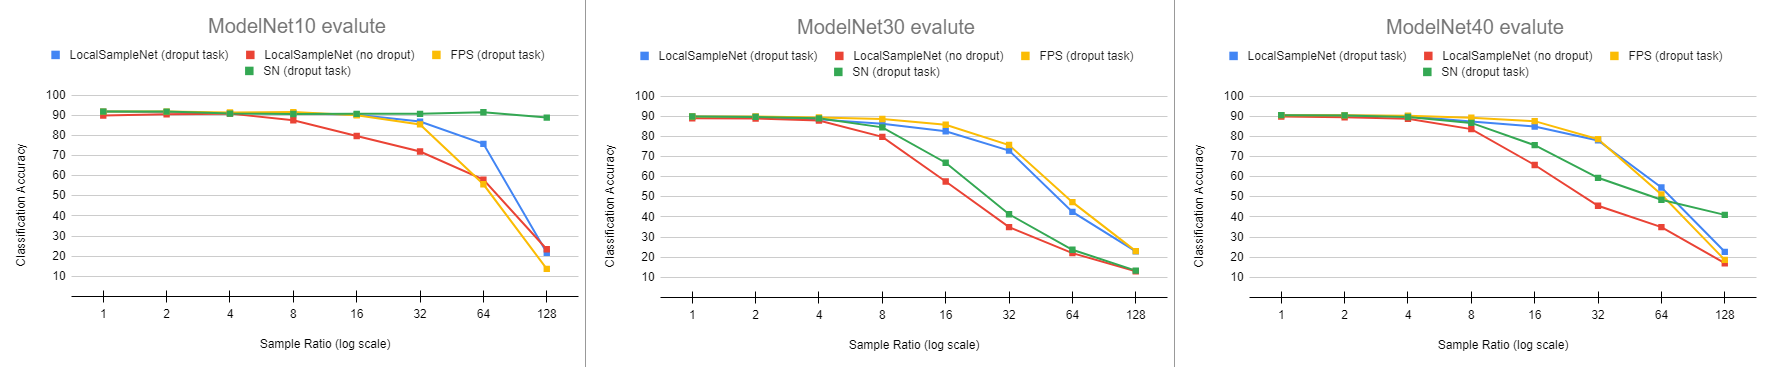 ModelNet10 evalute
LocalSampleNet (droput task) LocalSampleNet (no droput) FPS (droput task)
SN (droput task)
100
90
80
70
60
50
40
30
20
10
Classification Accuracy
1 2 4 8 16 32 64 128
Sample Ratio (log scale)
ModelNet30 evalute
LocalSampleNet (droput task) LocalSampleNet (no droput) FPS (droput task)
SN (droput task)
100
90
80
70
60
50
40
30
20
10
Classification Accuracy
1 2 4 8 16 32 64 128
Sample Ratio (log scale)
ModelNet40 evalute
LocalSampleNet (droput task) LocalSampleNet (no droput) FPS (droput task)
SN (droput task)
100
90
80
70
60
50
40
30
20
10
Classification Accuracy
1 2 4 8 16 32 64 128
Sample Ratio (log scale)